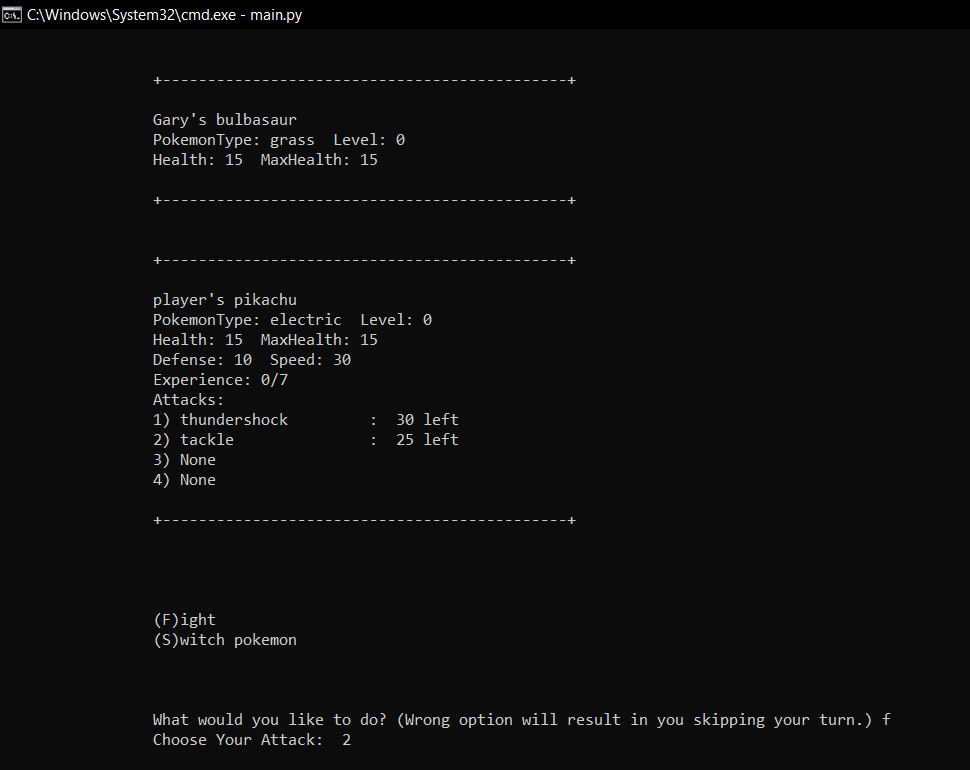 C:\Windows\System32\cmd.exe - main.py
+---------------------------------------------+
Gary's bulbasaur
PokemonType: grass  Level: 0
Health: 15  MaxHealth: 15
+---------------------------------------------+
+---------------------------------------------+
player's pikachu
PokemonType: electric  Level: 0
Health: 15  MaxHealth: 15
Defense: 10  Speed: 30
Experience: 0/7
Attacks:
1) thundershock         :  30 left
2) tackle               :  25 left
3) None
4) None
+---------------------------------------------+
(F)ight
(S)witch pokemon
What would you like to do? (Wrong option will result in you skipping your turn.) f
Choose Your Attack:  2